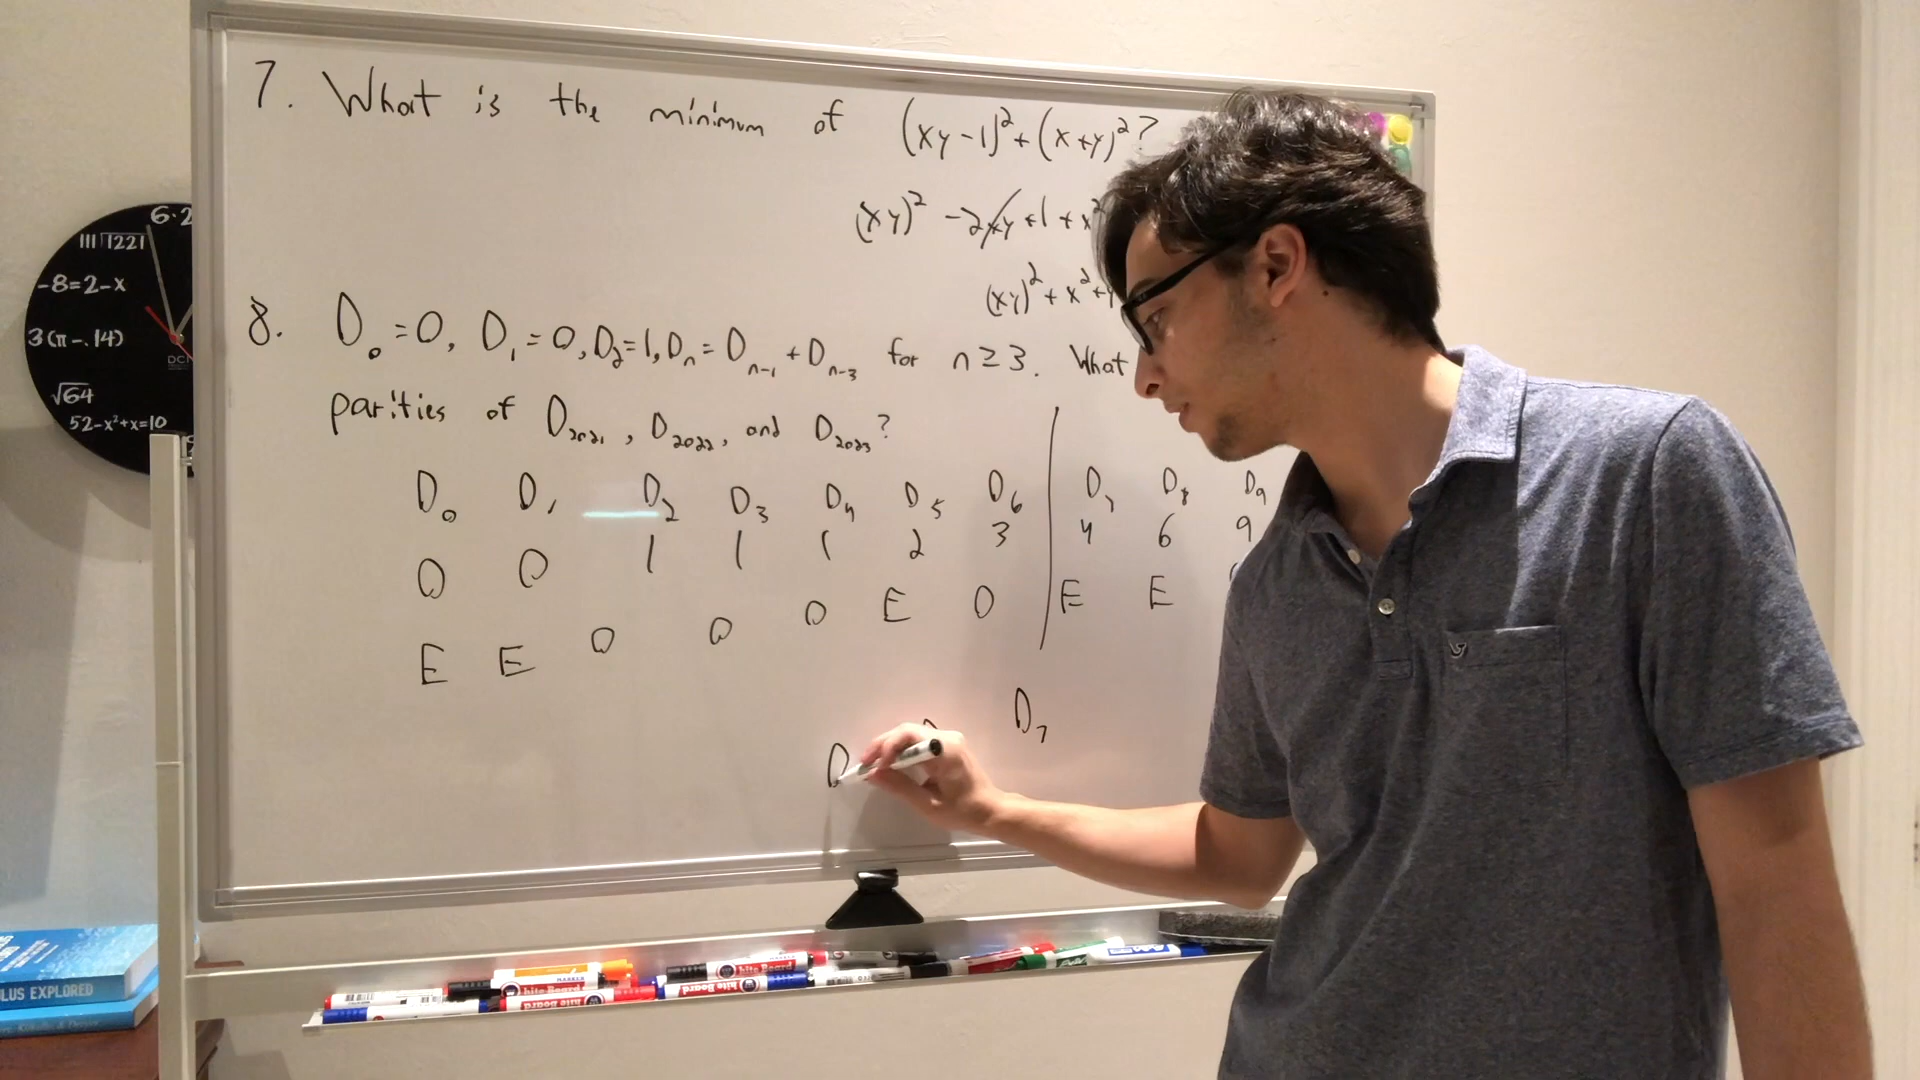 7. What is the minimum of (xy-1)²+(x+y)²?
(xy)² -2xy +1 + x²
(xy)² + x² +y
8. D₀=0, D₁=0, D₂=1, Dₙ= Dₙ₋₁ + Dₙ₋₃ for n≥3. What
parities of D₂₀₂₁, D₂₀₂₂, and D₂₀₂₃?
D₀ D₁ D₂ D₃ D₄ D₅ D₆ D₇ D₈ D₉
0 0 1 1 1 2 3 4 6 9
E E O O O E O E E
D₇
D
6·2
111 1221
-8=2-x
3(π-.14)
√64
52-x²+x=10
LUS EXPLORED